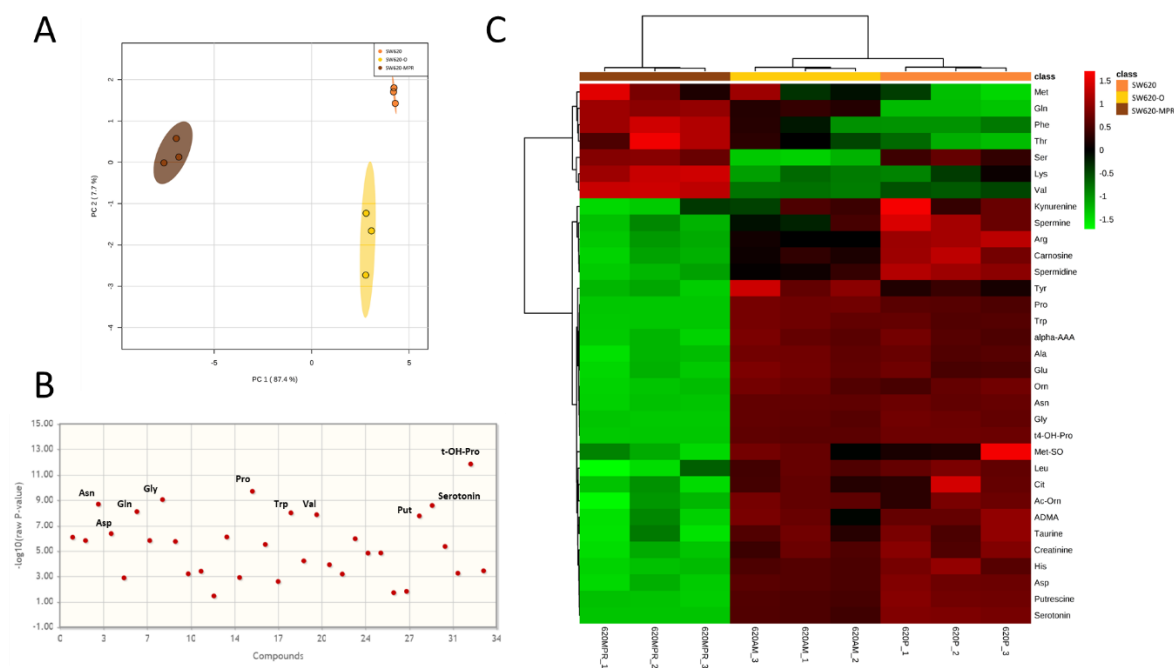 A
SW620
SW620-O
SW620-MPR
2
1
0
-1
-2
-3
-4
PC 2 ( 7.7 %)
-5
0
5
PC 1 ( 87.4 %)
B
15.00
13.00
11.00
9.00
7.00
5.00
3.00
1.00
-1.00
-log10(raw P-value)
t-OH-Pro
Pro
Gly
Asn
Gln
Asp
Trp
Val
Serotonin
Put
0
3
7
10
14
17
20
24
27
31
34
Compounds
C
class
Met
Gln
Phe
Thr
Ser
Lys
Val
Kynurenine
Spermine
Arg
Carnosine
Spermidine
Tyr
Pro
Trp
alpha-AAA
Ala
Glu
Orn
Asn
Gly
t4-OH-Pro
Met-SO
Leu
Cit
Ac-Orn
ADMA
Taurine
Creatinine
His
Asp
Putrescine
Serotonin
620MPR_1
620MPR_2
620MPR_3
620AM_3
620AM_1
620AM_2
620P_1
620P_2
620P_3
1.5
1
0.5
0
-0.5
-1
-1.5
class
SW620
SW620-O
SW620-MPR